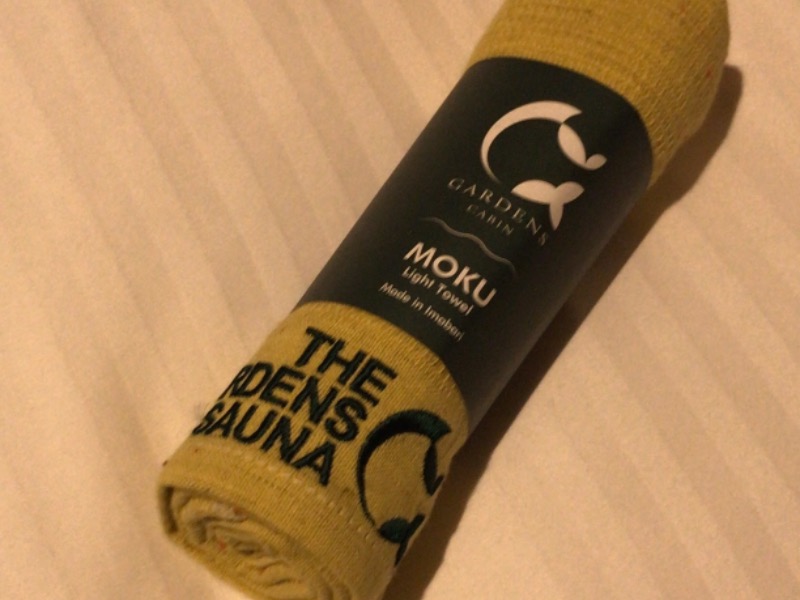 GARDENS
CABIN
MOKU
Light Towel
Made in Imabari
THE
RDENS
SAUNA